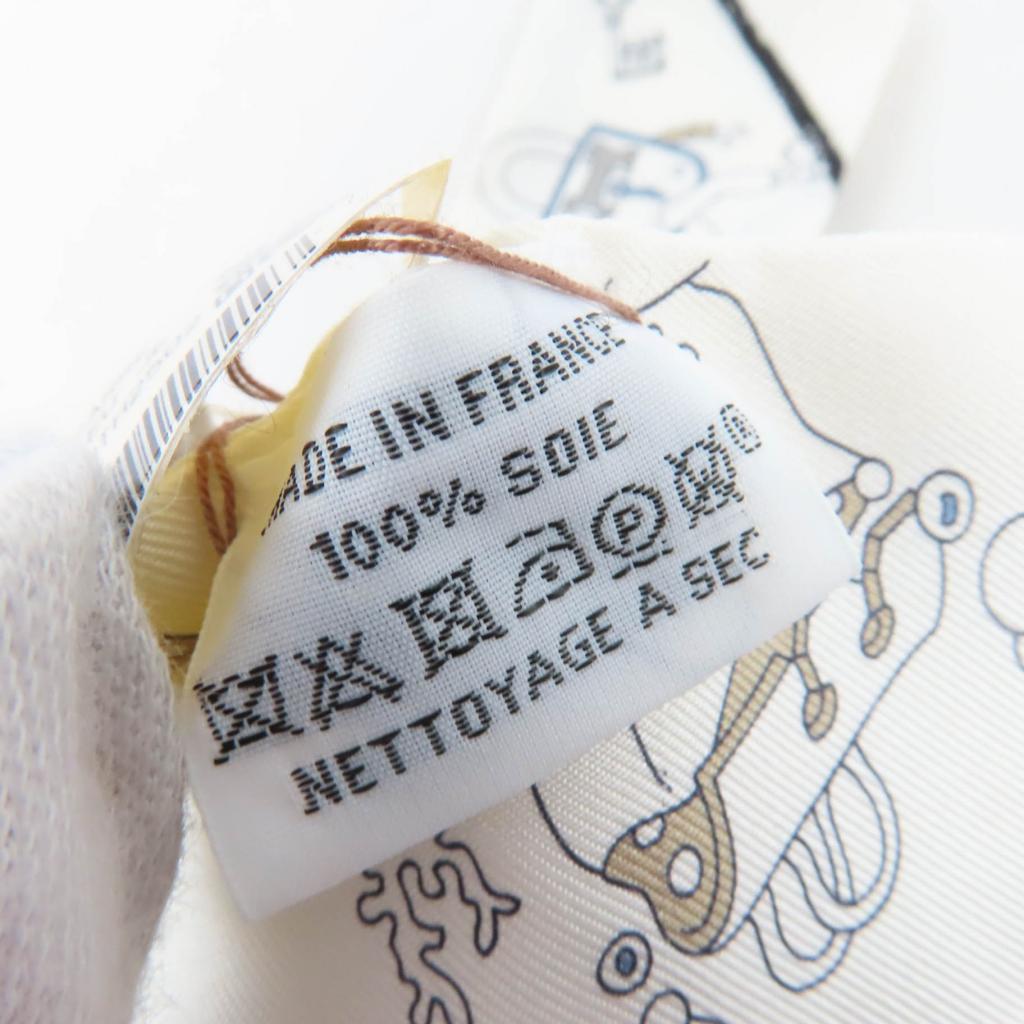 MADE IN FRANCE
100% SOIE
P W®
NETTOYAGE A SEC